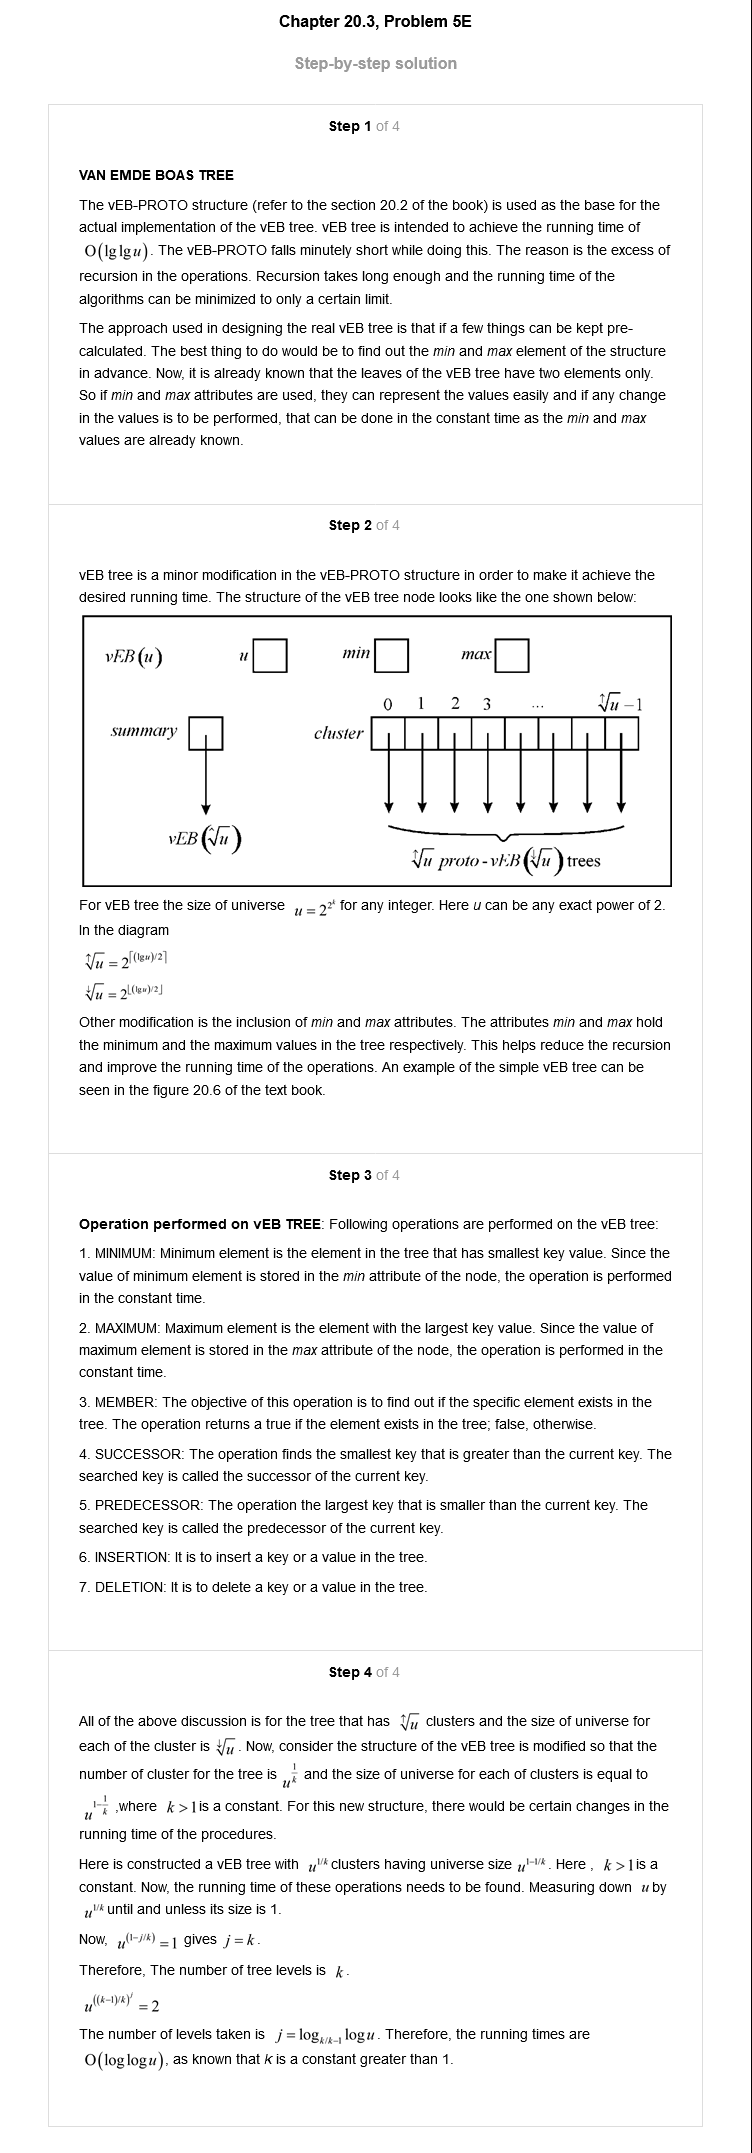 Chapter 20.3, Problem 5E
Step-by-step solution
Step 1 of 4
VAN EMDE BOAS TREE
The vEB-PROTO structure (refer to the section 20.2 of the book) is used as the base for the
actual implementation of the vEB tree. vEB tree is intended to achieve the running time of
O(lg lg u). The vEB-PROTO falls minutely short while doing this. The reason is the excess of
recursion in the operations. Recursion takes long enough and the running time of the
algorithms can be minimized to only a certain limit.
The approach used in designing the real vEB tree is that if a few things can be kept pre-
calculated. The best thing to do would be to find out the min and max element of the structure
in advance. Now, it is already known that the leaves of the vEB tree have two elements only.
So if min and max attributes are used, they can represent the values easily and if any change
in the values is to be performed, that can be done in the constant time as the min and max
values are already known.
Step 2 of 4
vEB tree is a minor modification in the vEB-PROTO structure in order to make it achieve the
desired running time. The structure of the vEB tree node looks like the one shown below:
vEB(u) u min max
0 1 2 3 ... ↑√u −1
summary cluster
vEB(↑√u)
↑√u proto-vEB(↓√u) trees
For vEB tree the size of universe u = 2^{2^k} for any integer. Here u can be any exact power of 2.
In the diagram
↑√u = 2^{⌈(lg u)/2⌉}
↓√u = 2^{⌊(lg u)/2⌋}
Other modification is the inclusion of min and max attributes. The attributes min and max hold
the minimum and the maximum values in the tree respectively. This helps reduce the recursion
and improve the running time of the operations. An example of the simple vEB tree can be
seen in the figure 20.6 of the text book.
Step 3 of 4
Operation performed on vEB TREE: Following operations are performed on the vEB tree:
1. MINIMUM: Minimum element is the element in the tree that has smallest key value. Since the
value of minimum element is stored in the min attribute of the node, the operation is performed
in the constant time.
2. MAXIMUM: Maximum element is the element with the largest key value. Since the value of
maximum element is stored in the max attribute of the node, the operation is performed in the
constant time.
3. MEMBER: The objective of this operation is to find out if the specific element exists in the
tree. The operation returns a true if the element exists in the tree; false, otherwise.
4. SUCCESSOR: The operation finds the smallest key that is greater than the current key. The
searched key is called the successor of the current key.
5. PREDECESSOR: The operation the largest key that is smaller than the current key. The
searched key is called the predecessor of the current key.
6. INSERTION: It is to insert a key or a value in the tree.
7. DELETION: It is to delete a key or a value in the tree.
Step 4 of 4
All of the above discussion is for the tree that has ↑√u clusters and the size of universe for
each of the cluster is ↓√u . Now, consider the structure of the vEB tree is modified so that the
number of cluster for the tree is u^{1/k} and the size of universe for each of clusters is equal to
u^{1−1/k} ,where k > 1 is a constant. For this new structure, there would be certain changes in the
running time of the procedures.
Here is constructed a vEB tree with u^{1/k} clusters having universe size u^{1−1/k} . Here , k > 1 is a
constant. Now, the running time of these operations needs to be found. Measuring down u by
u^{1/k} until and unless its size is 1.
Now, u^{(1−j/k)} = 1 gives j = k .
Therefore, The number of tree levels is k .
u^{((k−1)/k)^j} = 2
The number of levels taken is j = log_{k/k−1} log u . Therefore, the running times are
O(log log u), as known that k is a constant greater than 1.